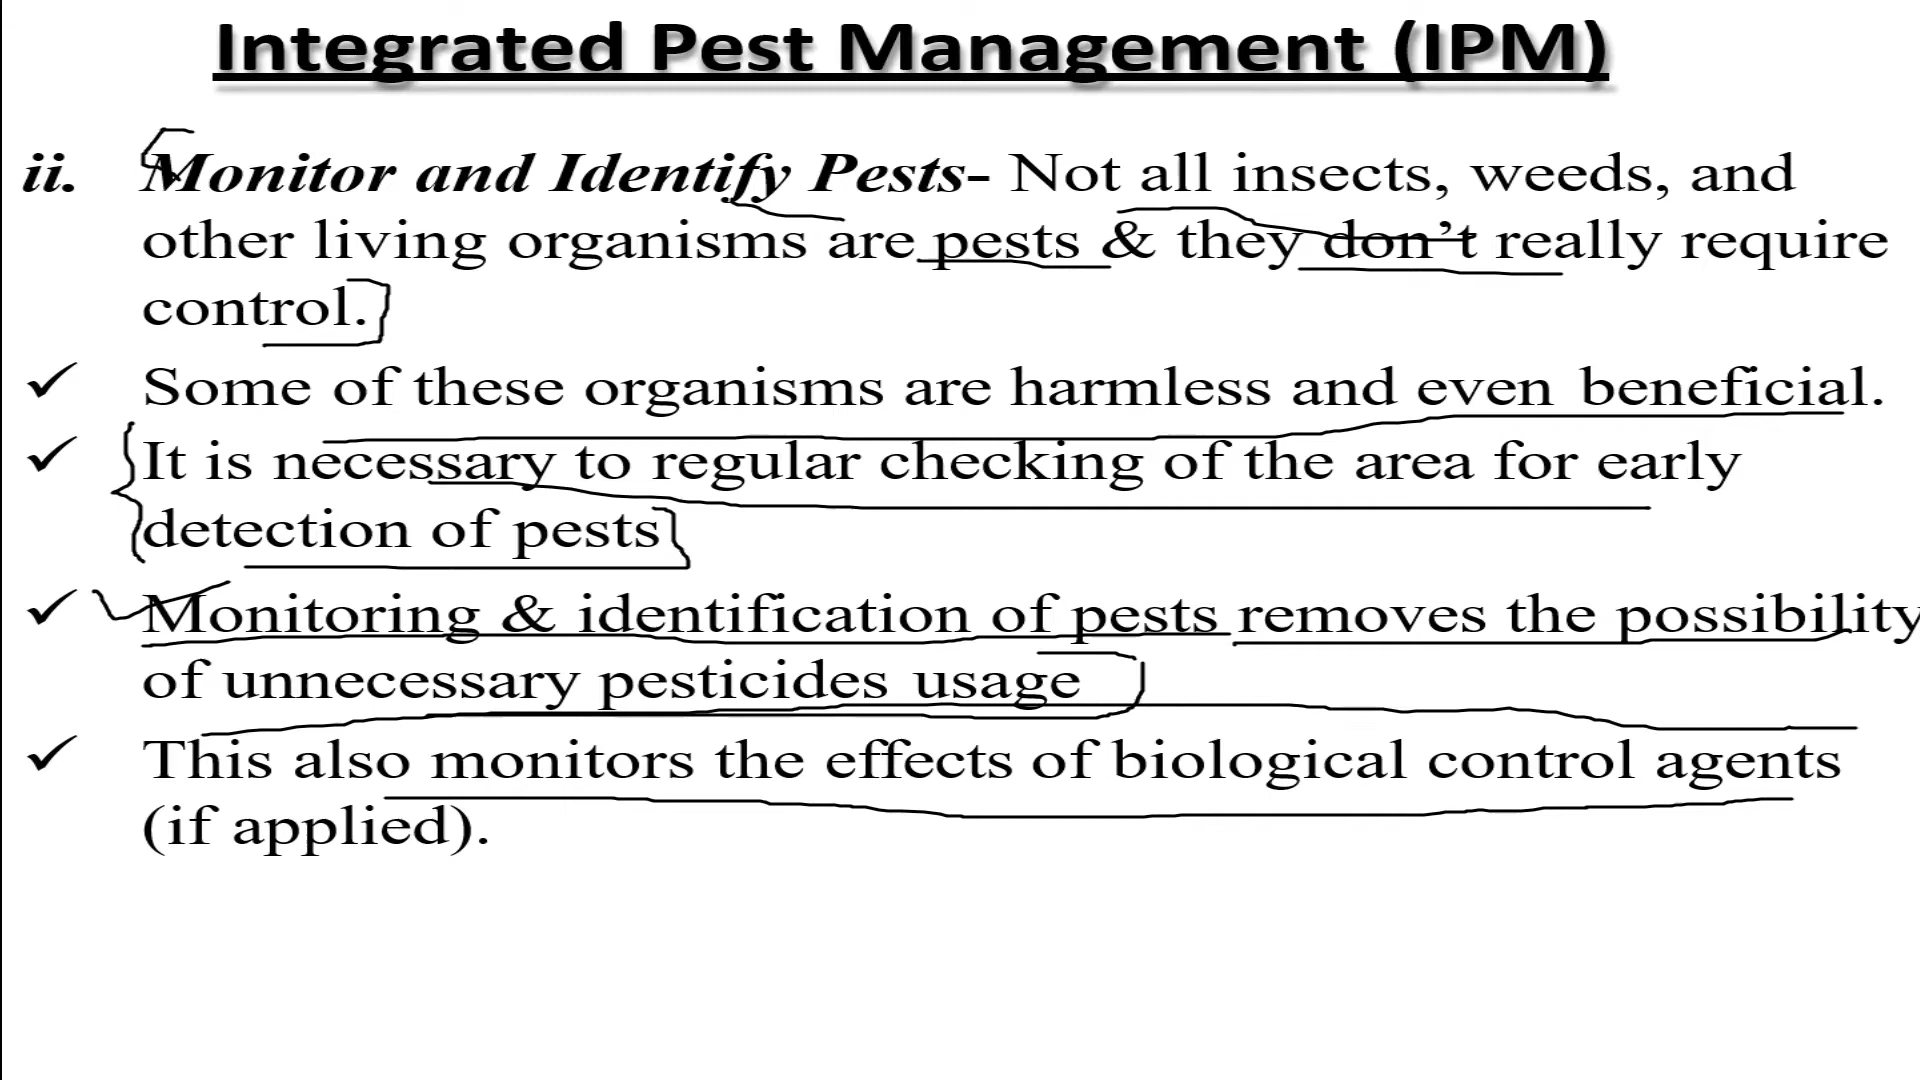 Integrated Pest Management (IPM)
ii. Monitor and Identify Pests- Not all insects, weeds, and
other living organisms are pests & they don’t really require
control.
✓ Some of these organisms are harmless and even beneficial.
✓ It is necessary to regular checking of the area for early
detection of pests
✓ Monitoring & identification of pests removes the possibility
of unnecessary pesticides usage
✓ This also monitors the effects of biological control agents
(if applied).